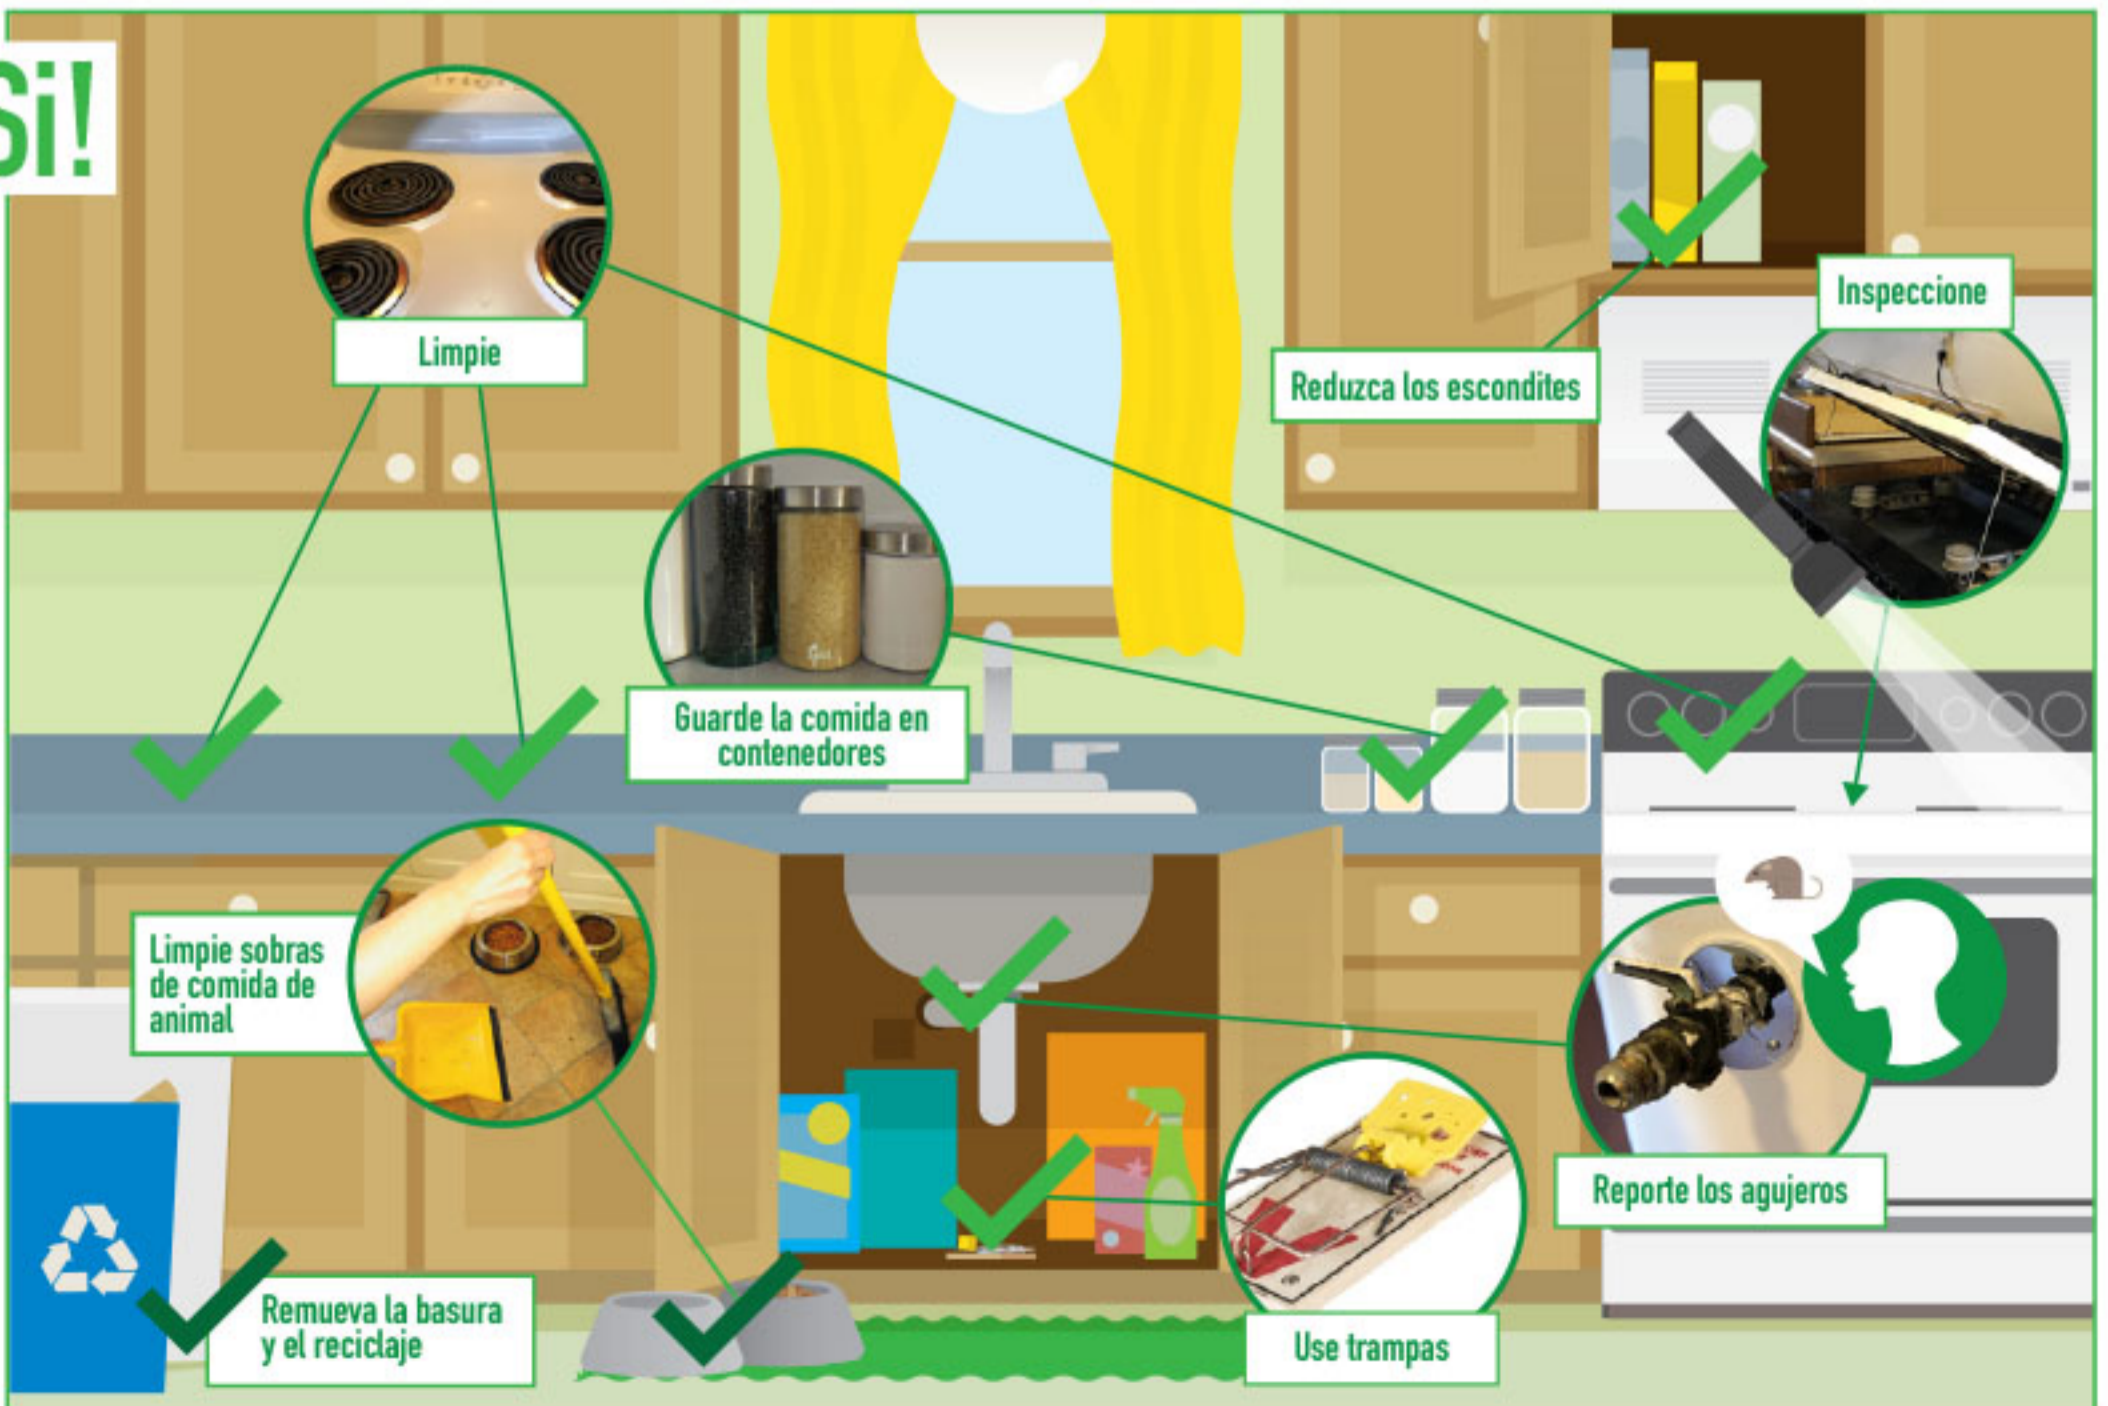 Si!
Limpie
Inspeccione
Reduzca los escondites
Guarde la comida en
contenedores
Limpie sobras
de comida de
animal
Reporte los agujeros
Remueva la basura
y el reciclaje
Use trampas